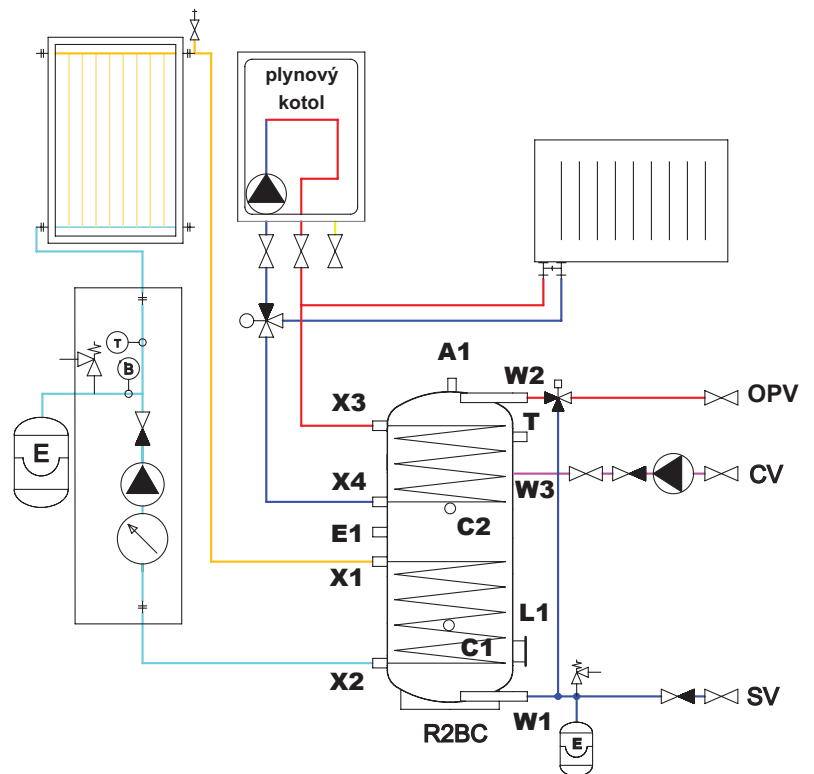 plynový
kotol
T
B
E
A1
W2
OPV
X3
T
X4
W3
CV
C2
E1
X1
L1
C1
X2
W1
SV
E
R2BC